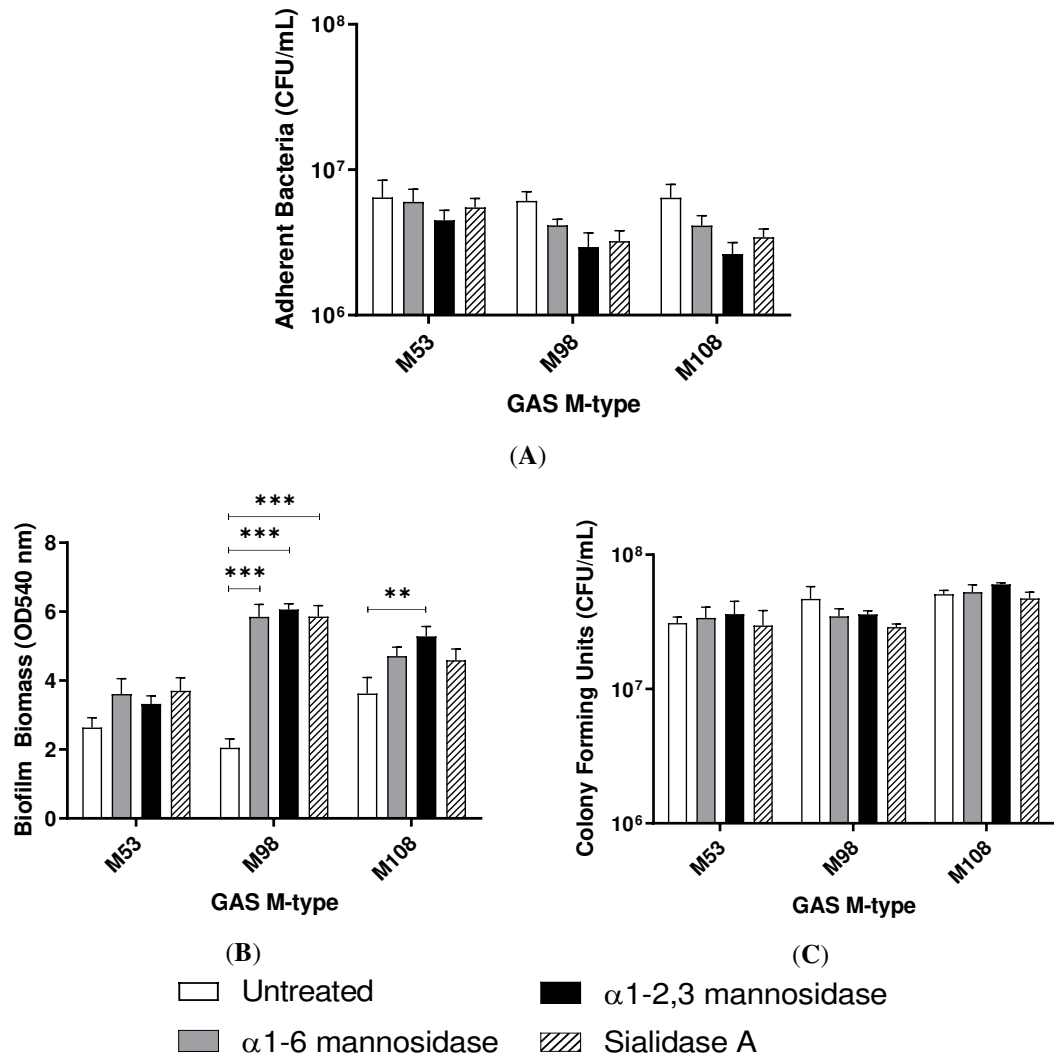 Adherent Bacteria (CFU/mL)
10⁸
10⁷
10⁶
M53
M98
M108
GAS M-type
(A)
Biofilm Biomass (OD540 nm)
8
6
4
2
0
***
***
***
**
M53
M98
M108
GAS M-type
(B)
Colony Forming Units (CFU/mL)
10⁸
10⁷
10⁶
M53
M98
M108
GAS M-type
(C)
Untreated
α1-2,3 mannosidase
α1-6 mannosidase
Sialidase A